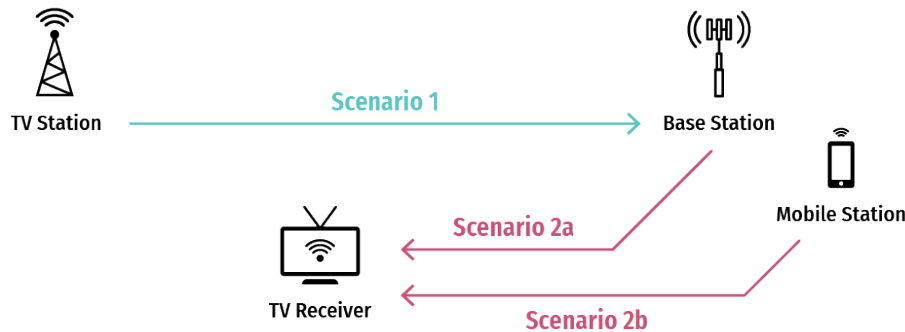 Scenario 1
TV Station
Base Station
Mobile Station
Scenario 2a
TV Receiver
Scenario 2b